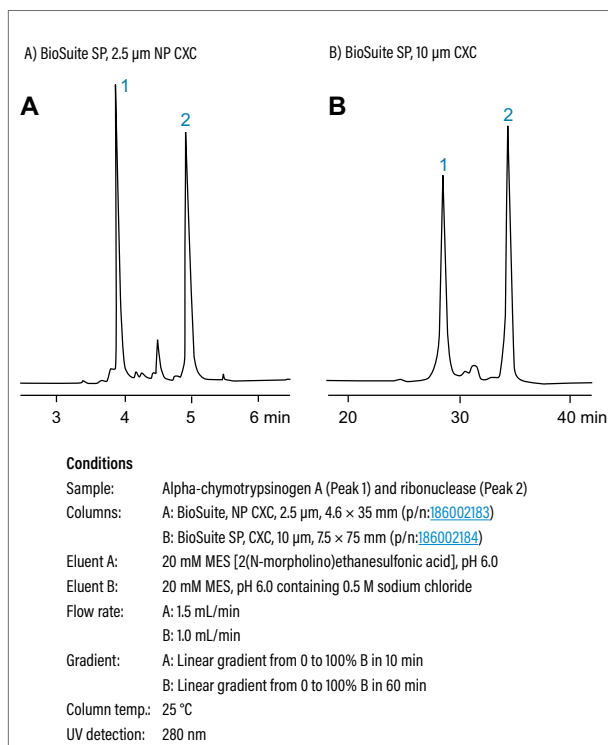 A) BioSuite SP, 2.5 µm NP CXC
B) BioSuite SP, 10 µm CXC
A
1
2
3 4 5 6 min
B
1
2
20 30 40 min
Conditions
Sample: Alpha-chymotrypsinogen A (Peak 1) and ribonuclease (Peak 2)
Columns: A: BioSuite, NP CXC, 2.5 µm, 4.6 × 35 mm (p/n:186002183)
B: BioSuite SP, CXC, 10 µm, 7.5 × 75 mm (p/n:186002184)
Eluent A: 20 mM MES [2(N-morpholino)ethanesulfonic acid], pH 6.0
Eluent B: 20 mM MES, pH 6.0 containing 0.5 M sodium chloride
Flow rate: A: 1.5 mL/min
B: 1.0 mL/min
Gradient: A: Linear gradient from 0 to 100% B in 10 min
B: Linear gradient from 0 to 100% B in 60 min
Column temp.: 25 °C
UV detection: 280 nm